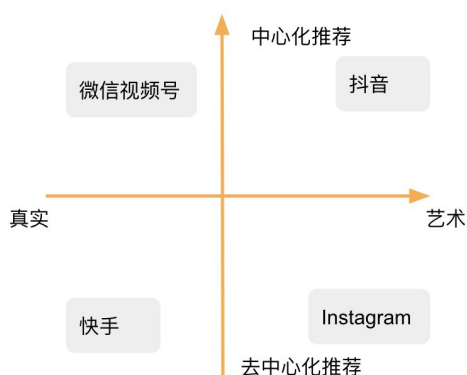 中心化推荐
微信视频号
抖音
真实
艺术
快手
Instagram
去中心化推荐